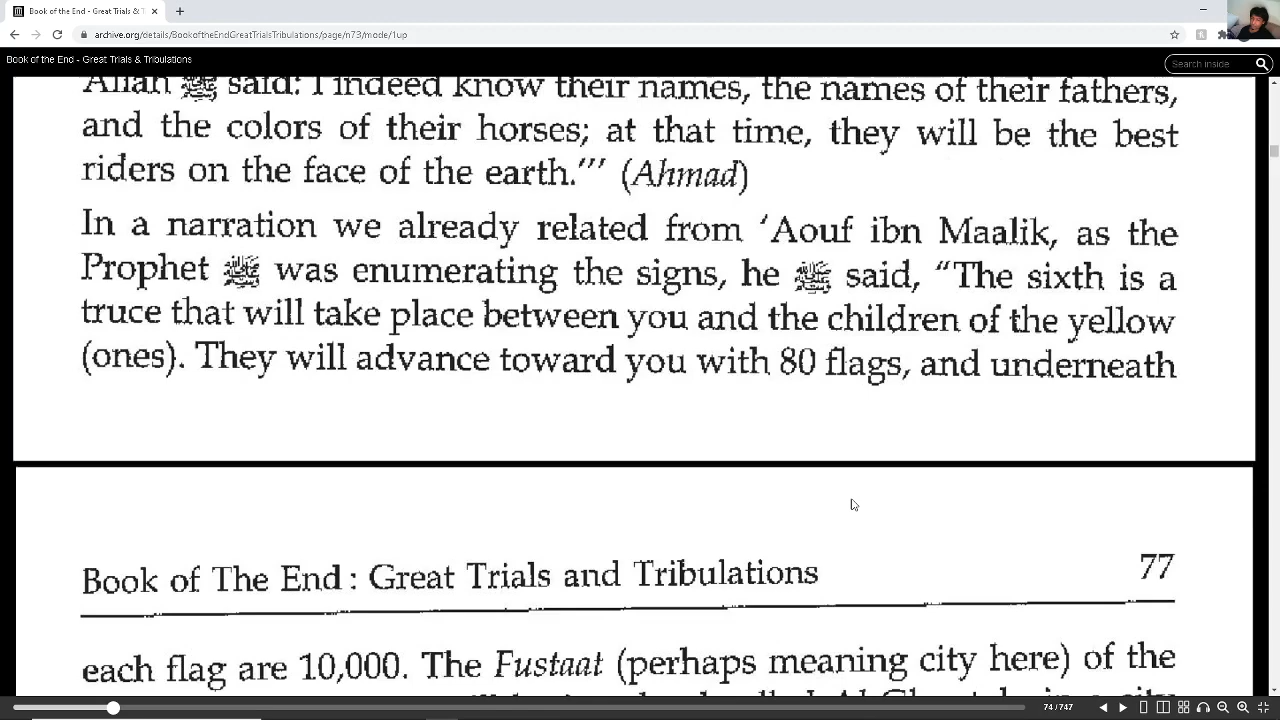 Book of the End - Great Trials & T
archive.org/details/BookoftheEndGreatTrialsTribulations/page/n73/mode/1up
Book of the End - Great Trials & Tribulations
Search inside
Allah ﷺ said: I indeed know their names, the names of their fathers,
and the colors of their horses; at that time, they will be the best
riders on the face of the earth.”’ (Ahmad)
In a narration we already related from ‘Aouf ibn Maalik, as the
Prophet ﷺ was enumerating the signs, he ﷺ said, “The sixth is a
truce that will take place between you and the children of the yellow
(ones). They will advance toward you with 80 flags, and underneath
Book of The End : Great Trials and Tribulations 77
each flag are 10,000. The Fustaat (perhaps meaning city here) of the
74 / 747